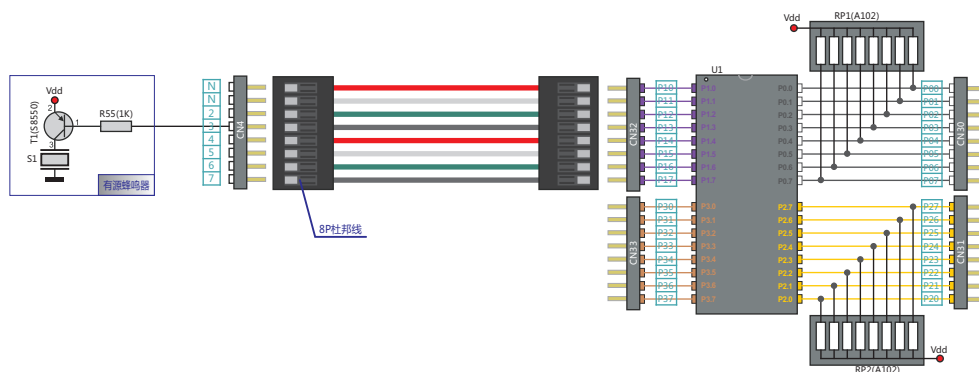 Vdd
2
T1(S8550)
1
R55(1K)
3
S1
有源蜂鸣器
N
N
2
3
4
5
6
7
CN4
8P杜邦线
CN32
P10
P11
P12
P13
P14
P15
P16
P17
CN33
P30
P31
P32
P33
P34
P35
P36
P37
U1
P1.0
P1.1
P1.2
P1.3
P1.4
P1.5
P1.6
P1.7
P3.0
P3.1
P3.2
P3.3
P3.4
P3.5
P3.6
P3.7
P0.0
P0.1
P0.2
P0.3
P0.4
P0.5
P0.6
P0.7
P2.7
P2.6
P2.5
P2.4
P2.3
P2.2
P2.1
P2.0
Vdd
RP1(A102)
P00
P01
P02
P03
P04
P05
P06
P07
CN30
P27
P26
P25
P24
P23
P22
P21
P20
CN31
Vdd
RP2(A102)